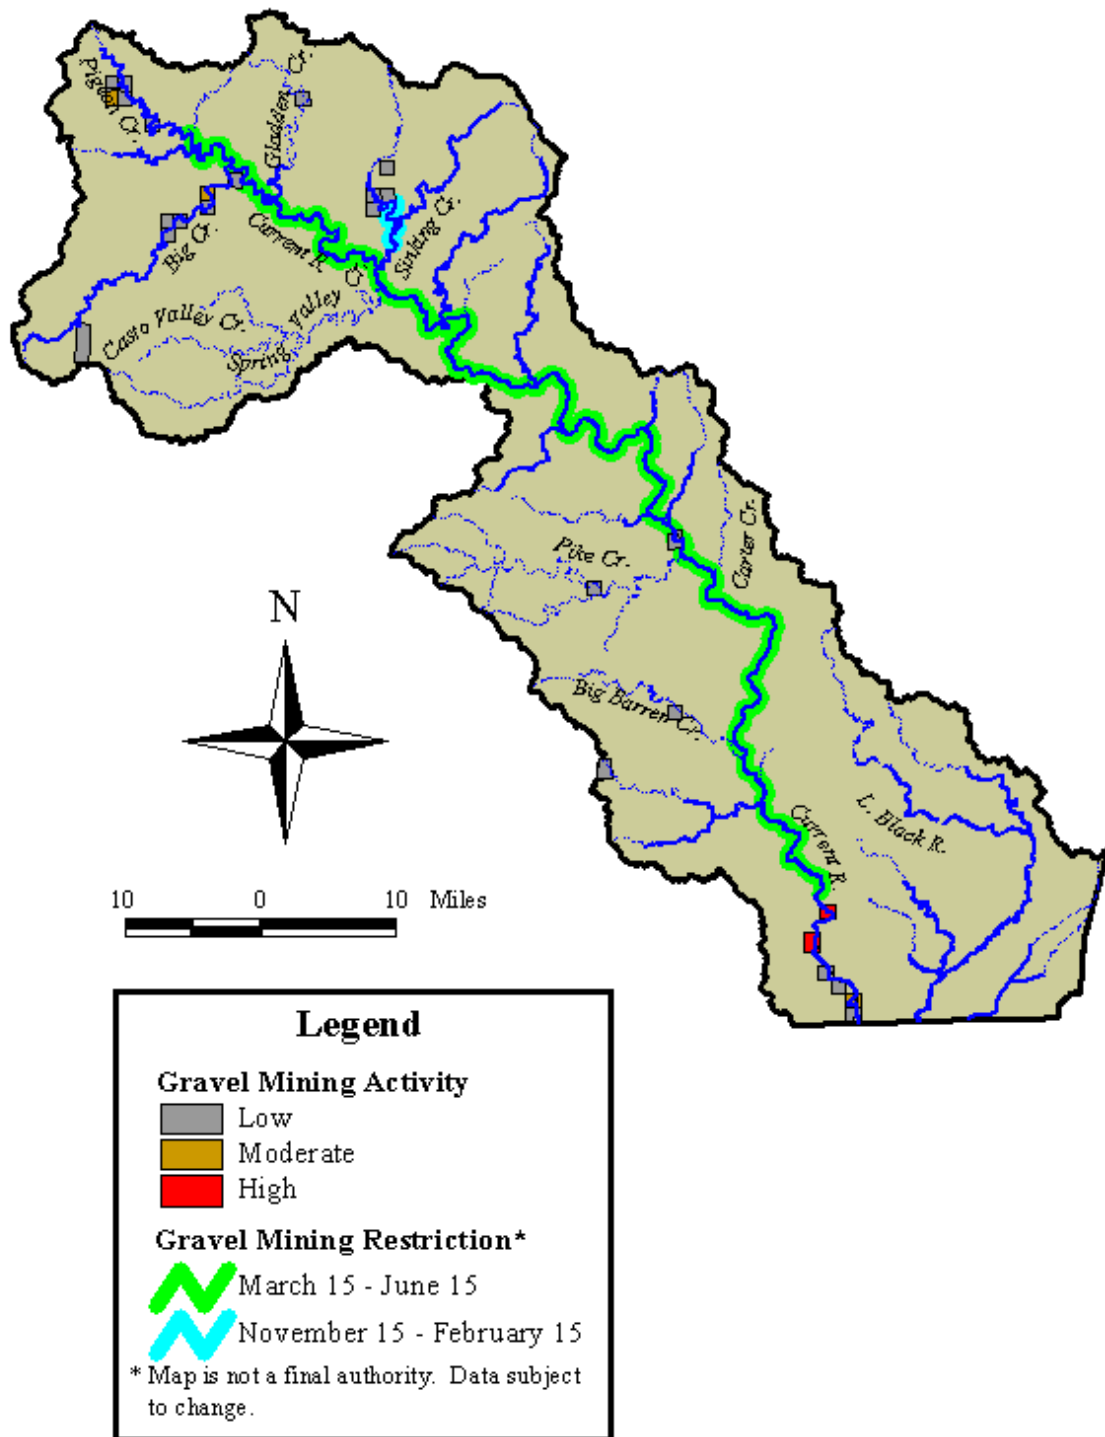 Pigeon Cr.
Gladden Cr.
Sinking Cr.
Current R.
Big Cr.
Casto Valley Cr.
Spring Valley Cr.
Pike Cr.
Carter Cr.
Big Barren Cr.
L. Black R.
Current R.
N
10 0 10 Miles
Legend
Gravel Mining Activity
Low
Moderate
High
Gravel Mining Restriction*
March 15 - June 15
November 15 - February 15
* Map is not a final authority. Data subject
to change.